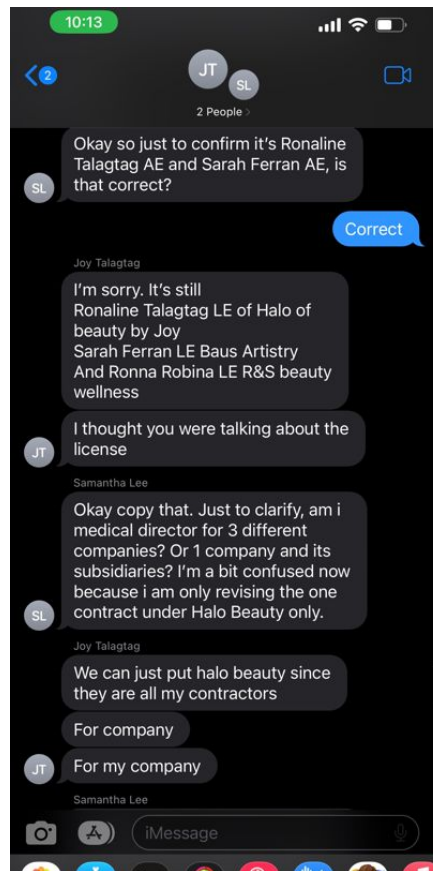 10:13
2
JT
SL
2 People >
Okay so just to confirm it's Ronaline
Talagtag AE and Sarah Ferran AE, is
that correct?
SL
Correct
Joy Talagtag
I'm sorry. It's still
Ronaline Talagtag LE of Halo of
beauty by Joy
Sarah Ferran LE Baus Artistry
And Ronna Robina LE R&S beauty
wellness
I thought you were talking about the
license
JT
Samantha Lee
Okay copy that. Just to clarify, am i
medical director for 3 different
companies? Or 1 company and its
subsidiaries? I'm a bit confused now
because i am only revising the one
contract under Halo Beauty only.
SL
Joy Talagtag
We can just put halo beauty since
they are all my contractors
For company
For my company
JT
Samantha Lee
iMessage